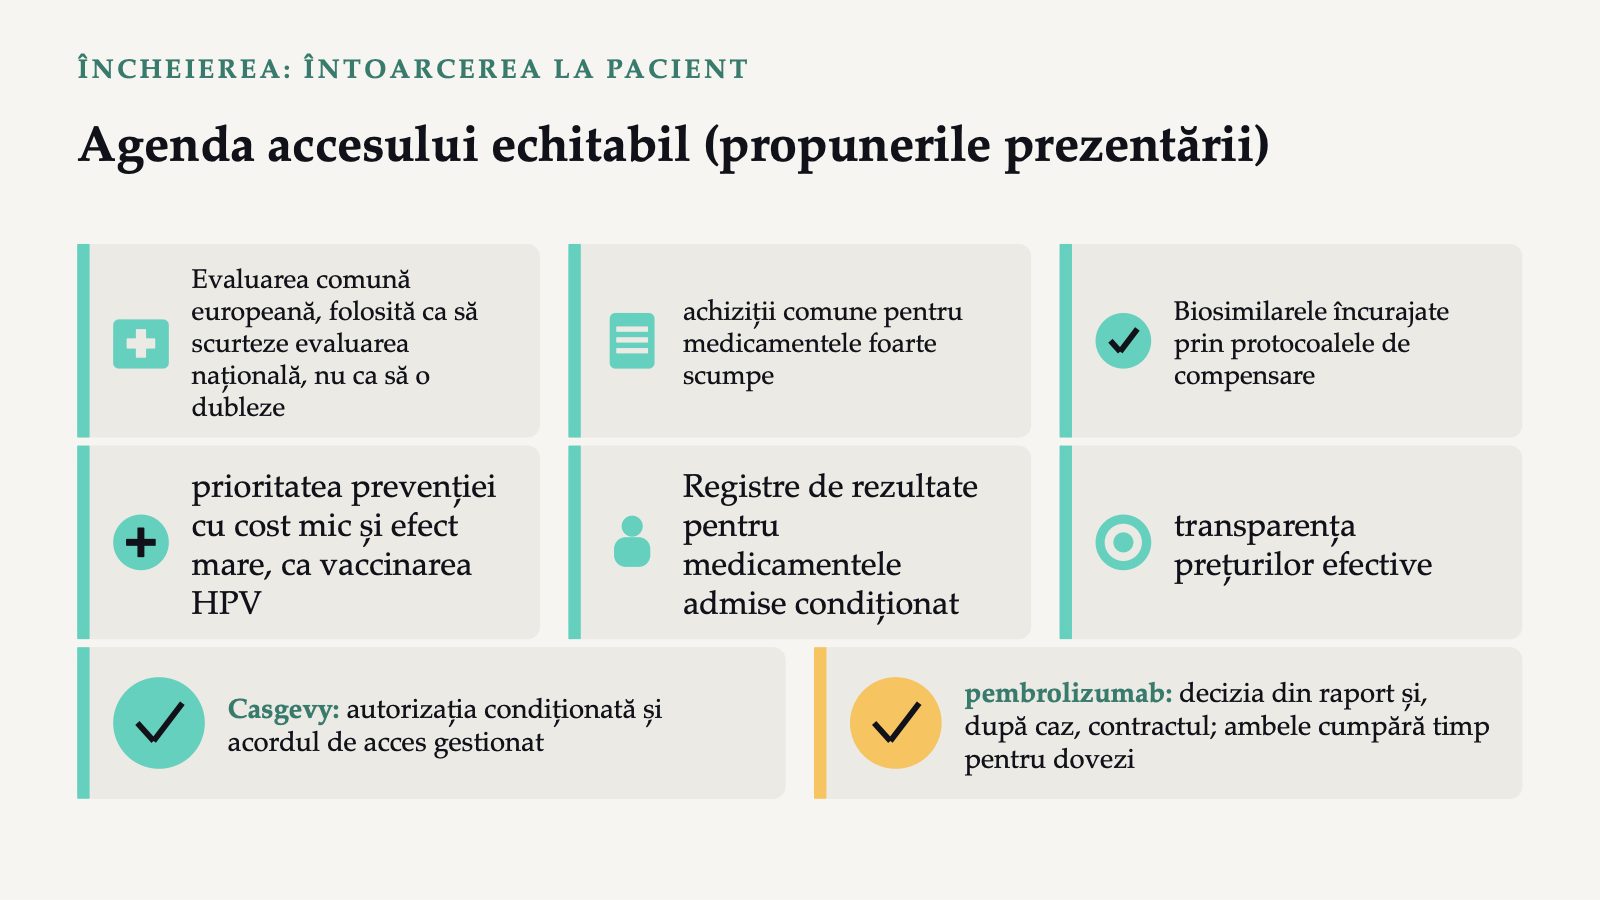 ÎNCHEIEREA: ÎNTOARCEREA LA PACIENT
Agenda accesului echitabil (propunerile prezentării)
Evaluarea comună
europeană, folosită ca să
scurteze evaluarea
națională, nu ca să o
dubleze
achiziții comune pentru
medicamentele foarte
scumpe
Biosimilarele încurajate
prin protocoalele de
compensare
prioritatea prevenției
cu cost mic și efect
mare, ca vaccinarea
HPV
Registre de rezultate
pentru
medicamentele
admise condiționat
transparența
prețurilor efective
Casgevy: autorizația condiționată și
acordul de acces gestionat
pembrolizumab: decizia din raport și,
după caz, contractul; ambele cumpără timp
pentru dovezi